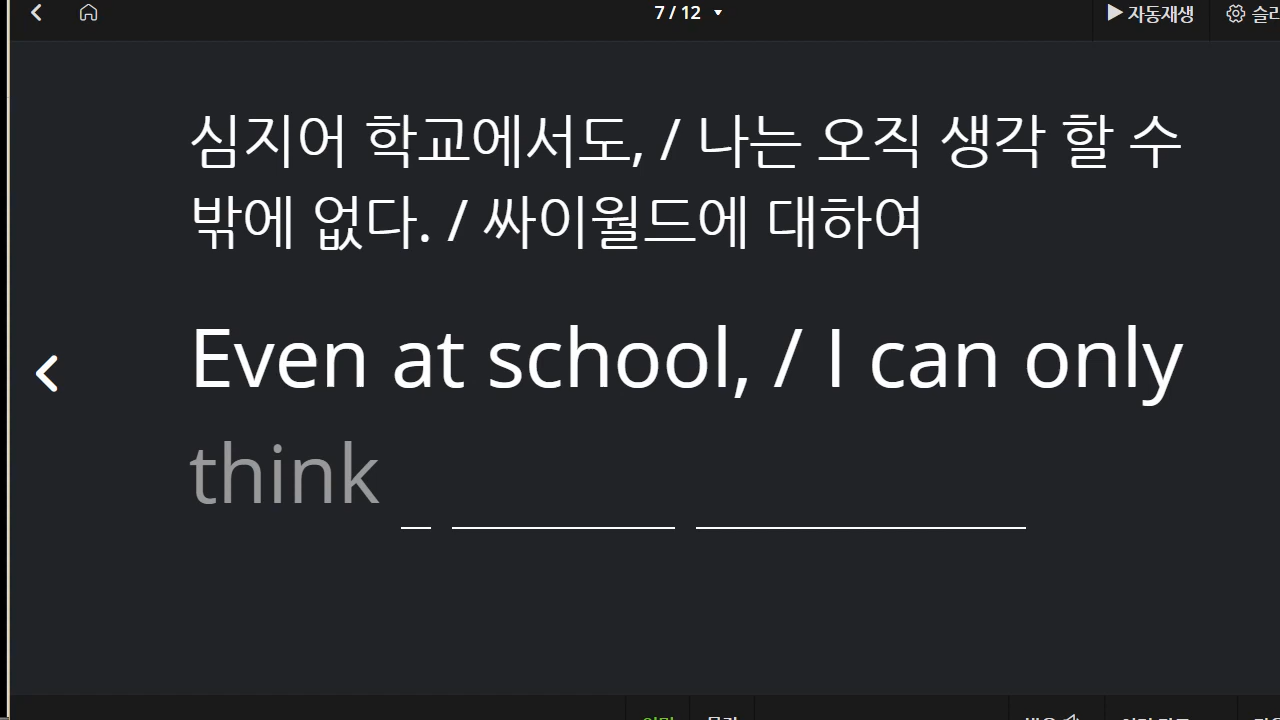 7 / 12
자동재생
심지어 학교에서도, / 나는 오직 생각 할 수
밖에 없다. / 싸이월드에 대하여
Even at school, / I can only
think